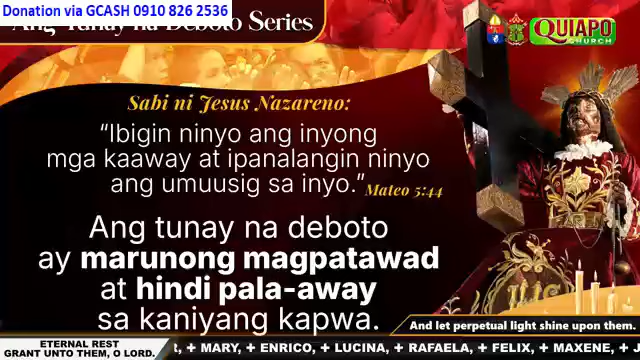 Donation via GCASH 0910 826 2536
Ang Tunay na Deboto Series
QUIAPO
CHURCH
Sabi ni Jesus Nazareno:
“Ibigin ninyo ang inyong
mga kaaway at ipanalangin ninyo
ang umuusig sa inyo.”
Mateo 5:44
Ang tunay na deboto
ay marunong magpatawad
at hindi pala-away
sa kaniyang kapwa.
And let perpetual light shine upon them.
ETERNAL REST
GRANT UNTO THEM, O LORD.
+ MARY, + ENRICO, + LUCINA, + RAFAELA, + FELIX, + MAXENE, +